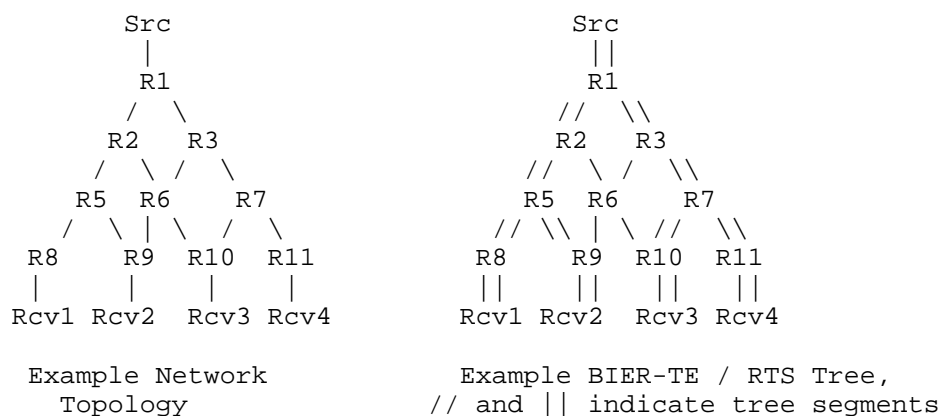 Src Src
| ||
R1 R1
/ \ // \\
R2 R3 R2 R3
/ \ / \ // \ / \\
R5 R6 R7 R5 R6 R7
/ \ | \ / \ // \\ | \ // \\
R8 R9 R10 R11 R8 R9 R10 R11
| | | | || || || ||
Rcv1 Rcv2 Rcv3 Rcv4 Rcv1 Rcv2 Rcv3 Rcv4
Example Network Example BIER-TE / RTS Tree,
Topology // and || indicate tree segments